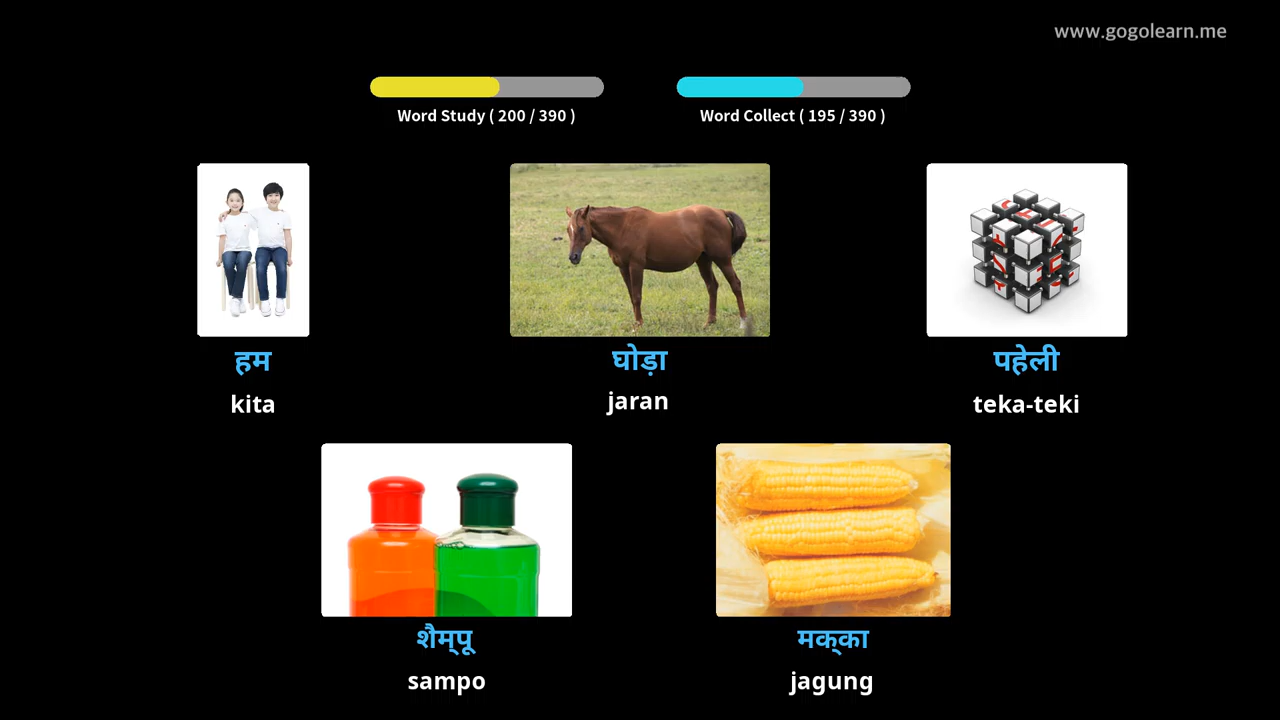 www.gogolearn.me
Word Study ( 200 / 390 )
Word Collect ( 195 / 390 )
हम
kita
घोड़ा
jaran
पहेली
teka-teki
शैम्पू
sampo
मक्का
jagung